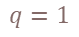 q = 1